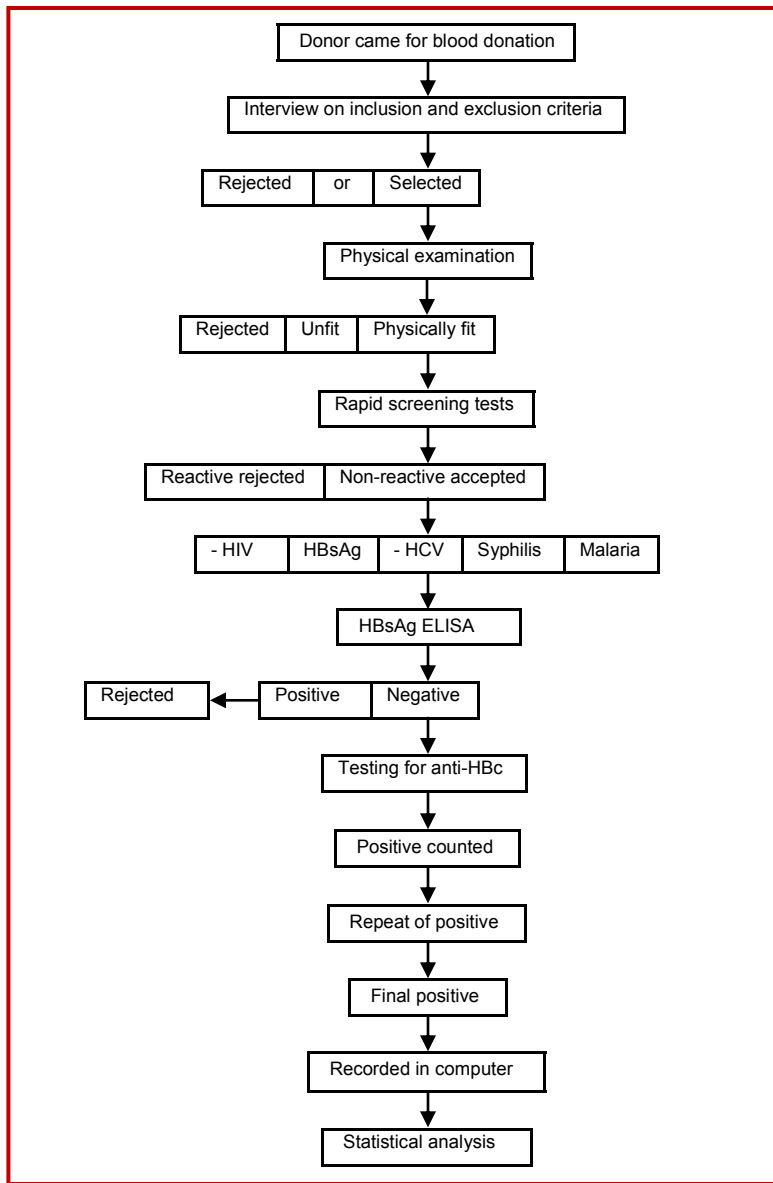 Donor came for blood donation
Interview on inclusion and exclusion criteria
Rejected or Selected
Physical examination
Rejected Unfit Physically fit
Rapid screening tests
Reactive rejected Non-reactive accepted
- HIV HBsAg - HCV Syphilis Malaria
HBsAg ELISA
Rejected Positive Negative
Testing for anti-HBc
Positive counted
Repeat of positive
Final positive
Recorded in computer
Statistical analysis